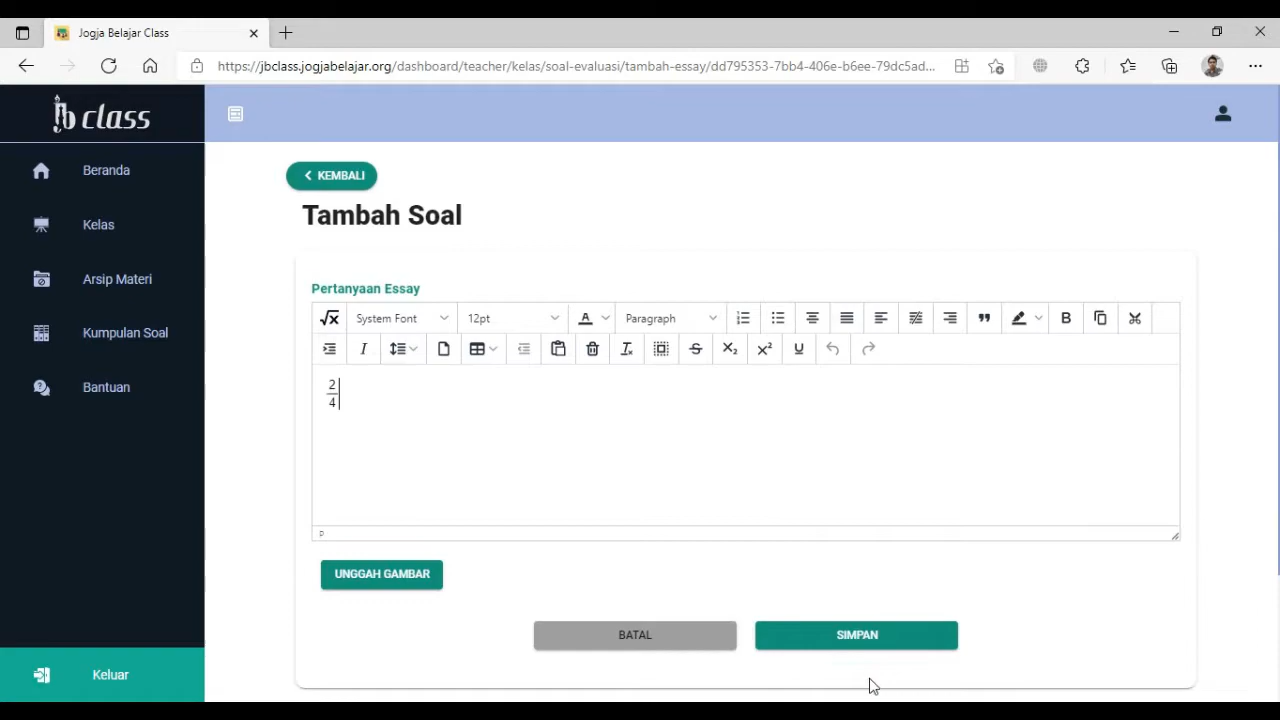 Jogja Belajar Class
https://jbclass.jogjabelajar.org/dashboard/teacher/kelas/soal-evaluasi/tambah-essay/dd795353-7bb4-406e-b6ee-79dc5ad...
jb class
Beranda
Kelas
Arsip Materi
Kumpulan Soal
Bantuan
Keluar
KEMBALI
Tambah Soal
Pertanyaan Essay
√x System Font 12pt A Paragraph B
I X₂ X² U
2
4
P
UNGGAH GAMBAR
BATAL SIMPAN